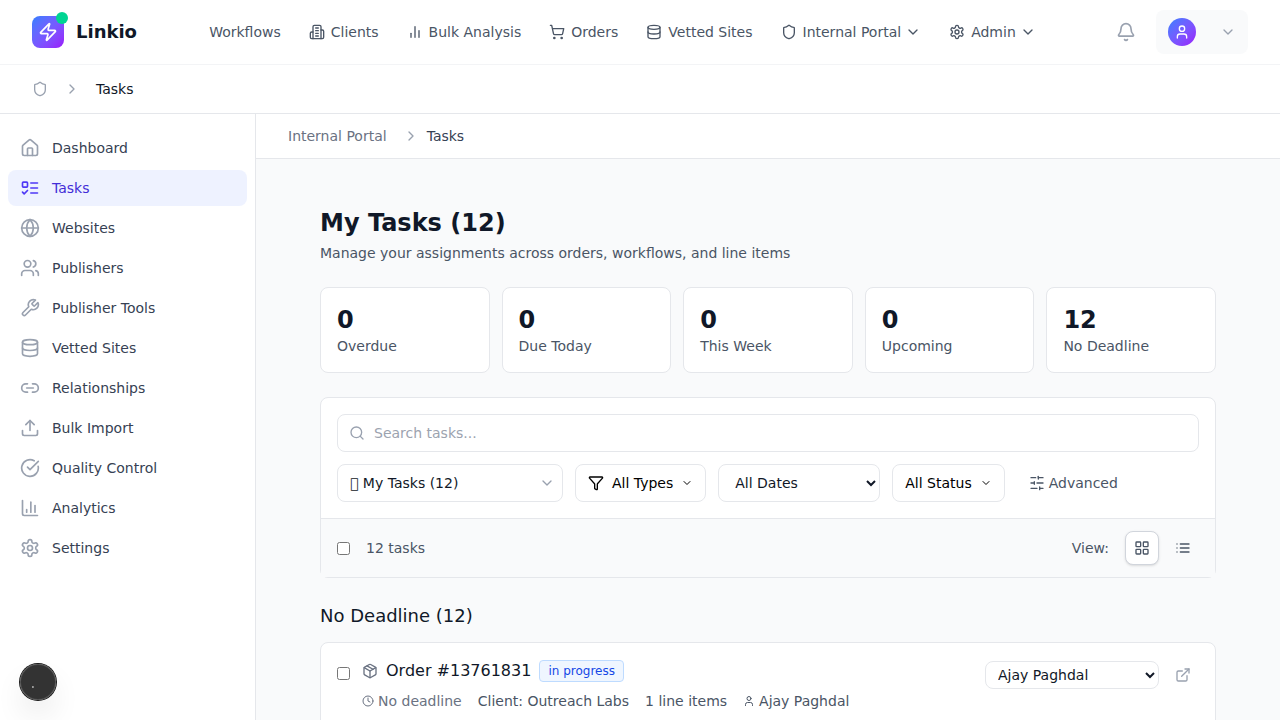 Linkio
Workflows Clients Bulk Analysis Orders Vetted Sites Internal Portal Admin
Tasks
Dashboard
Tasks
Websites
Publishers
Publisher Tools
Vetted Sites
Relationships
Bulk Import
Quality Control
Analytics
Settings
Internal Portal Tasks
My Tasks (12)
Manage your assignments across orders, workflows, and line items
0
Overdue
0
Due Today
0
This Week
0
Upcoming
12
No Deadline
Search tasks...
My Tasks (12) All Types All Dates All Status Advanced
12 tasks View:
No Deadline (12)
Order #13761831 in progress Ajay Paghdal
No deadline Client: Outreach Labs 1 line items Ajay Paghdal